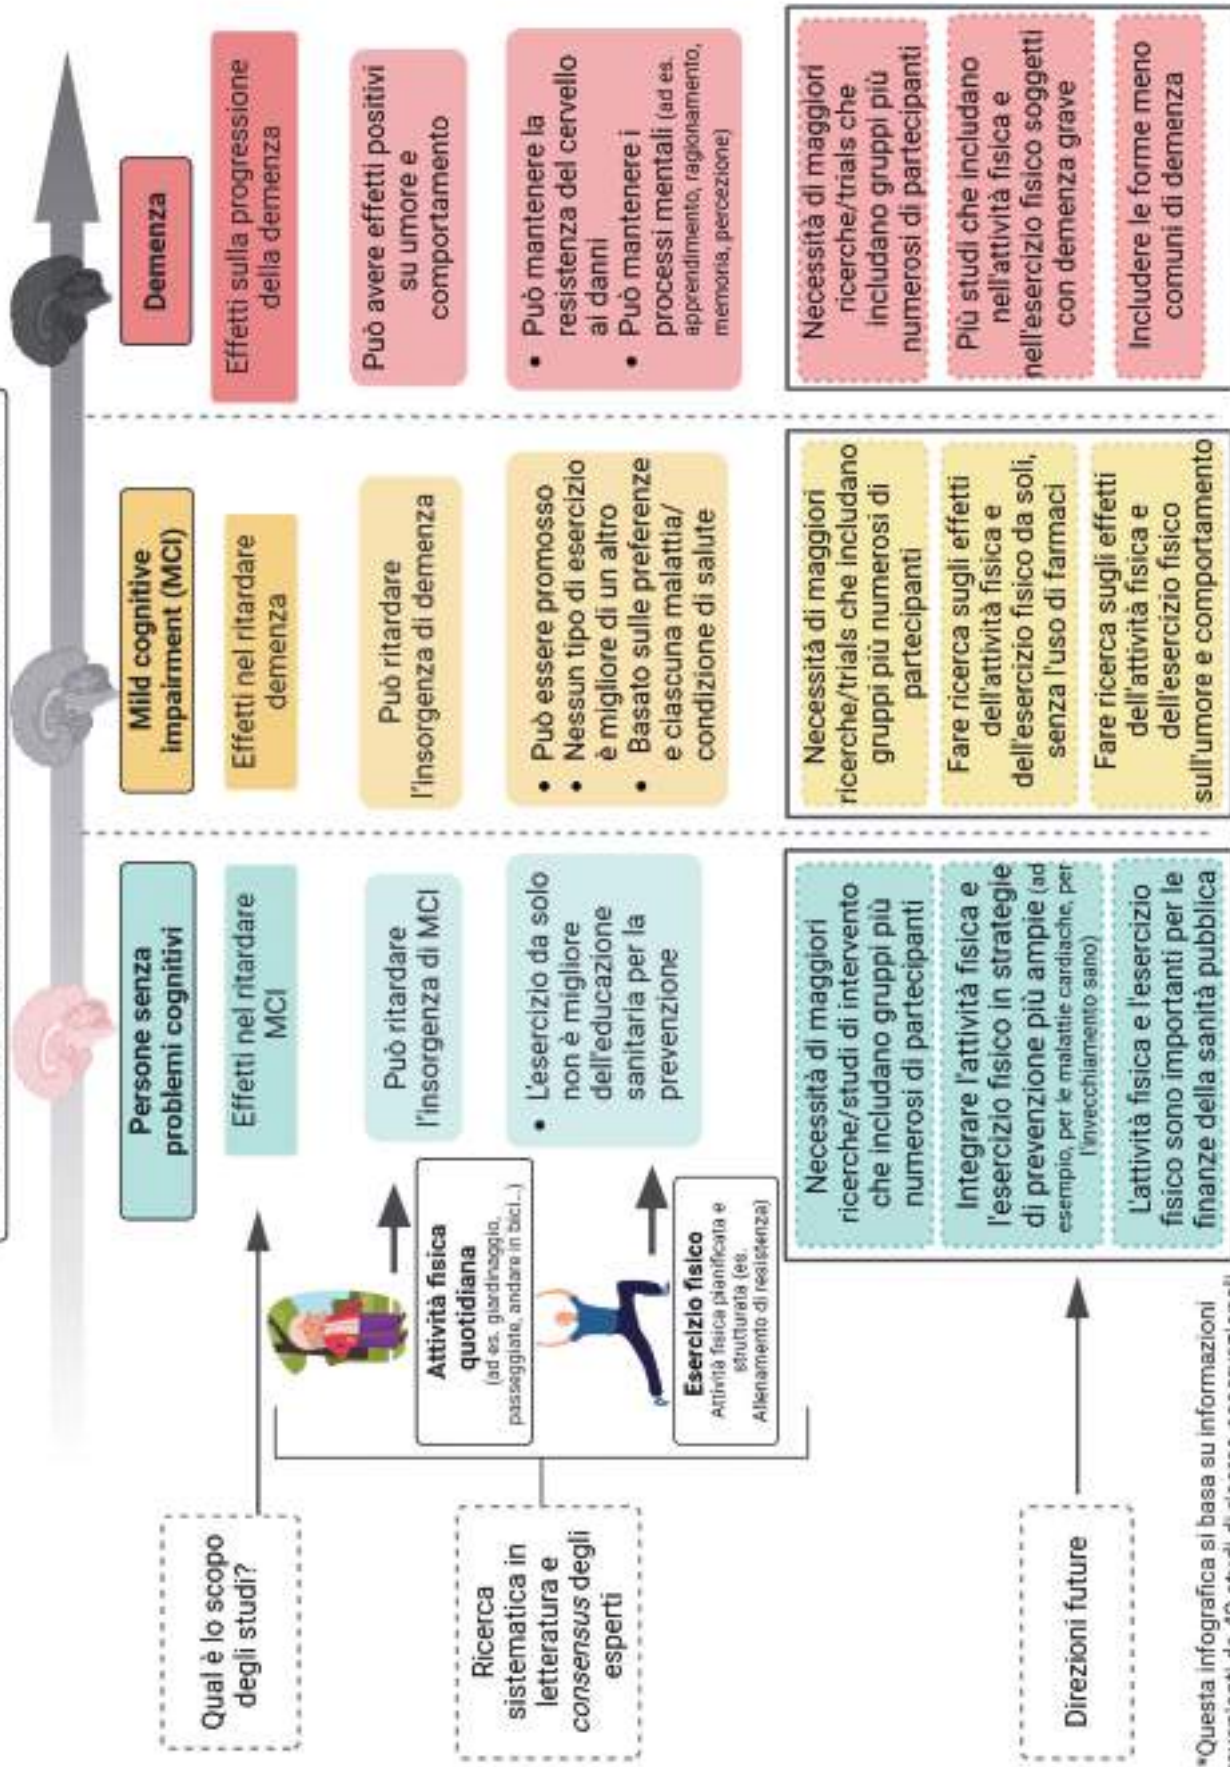 Persone senza
problemi cognitivi
Mild cognitive
impairment (MCI)
Demenza
Qual è lo scopo
degli studi?
Effetti nel ritardare
MCI
Effetti nel ritardare
demenza
Effetti sulla progressione
della demenza
Ricerca
sistematica in
letteratura e
consensus degli
esperti
Attività fisica
quotidiana
(ad es. giardinaggio,
passeggiate, andare in bici...)
Può ritardare
l'insorgenza di MCI
Può ritardare
l'insorgenza di demenza
Può avere effetti positivi
su umore e
comportamento
Esercizio fisico
Attività fisica pianificata e
strutturata (es.
Allenamento di resistenza)
• L'esercizio da solo
non è migliore
dell'educazione
sanitaria per la
prevenzione
• Può essere promosso
• Nessun tipo di esercizio
è migliore di un altro
• Basato sulle preferenze
e ciascuna malattia/
condizione di salute
• Può mantenere la
resistenza del cervello
ai danni
• Può mantenere i
processi mentali (ad es.
apprendimento, ragionamento,
memoria, percezione)
Direzioni future
Necessità di maggiori
ricerche/studi di intervento
che includano gruppi più
numerosi di partecipanti
Integrare l'attività fisica e
l'esercizio fisico in strategie
di prevenzione più ampie (ad
esempio, per le malattie cardiache, per
l'invecchiamento sano)
L'attività fisica e l'esercizio
fisico sono importanti per le
finanze della sanità pubblica
Necessità di maggiori
ricerche/trials che includano
gruppi più numerosi di
partecipanti
Fare ricerca sugli effetti
dell'attività fisica e
dell'esercizio fisico da soli,
senza l'uso di farmaci
Fare ricerca sugli effetti
dell'attività fisica e
dell'esercizio fisico
sull'umore e comportamento
Necessità di maggiori
ricerche/trials che
includano gruppi più
numerosi di partecipanti
Più studi che includano
nell'attività fisica e
nell'esercizio fisico soggetti
con demenza grave
Includere le forme meno
comuni di demenza
*Questa infografica si basa su informazioni